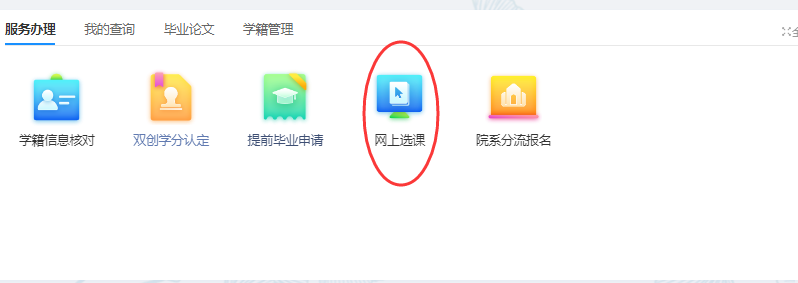 服务办理 我的查询 毕业论文 学籍管理
学籍信息核对 双创学分认定 提前毕业申请 网上选课 院系分流报名